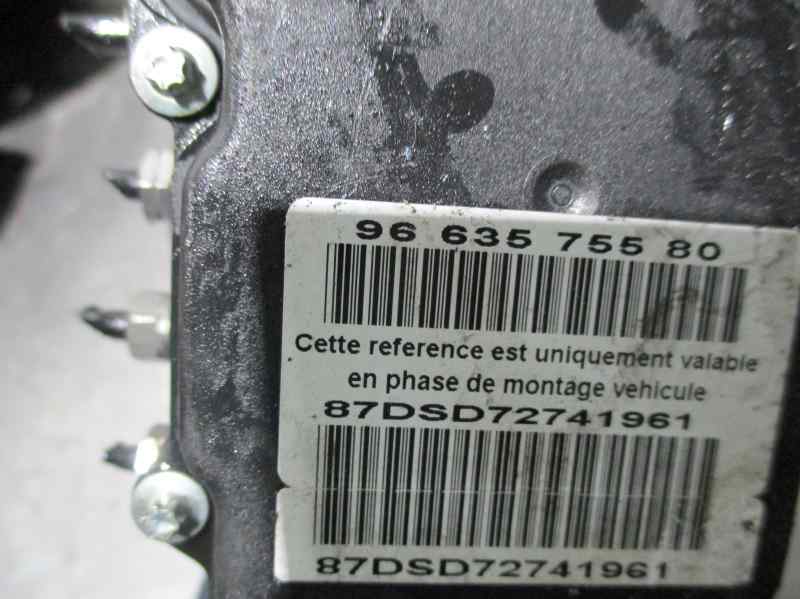 96 635 755 80
Cette reference est uniquement valable
en phase de montage vehicule
87DSD72741961
87DSD72741961